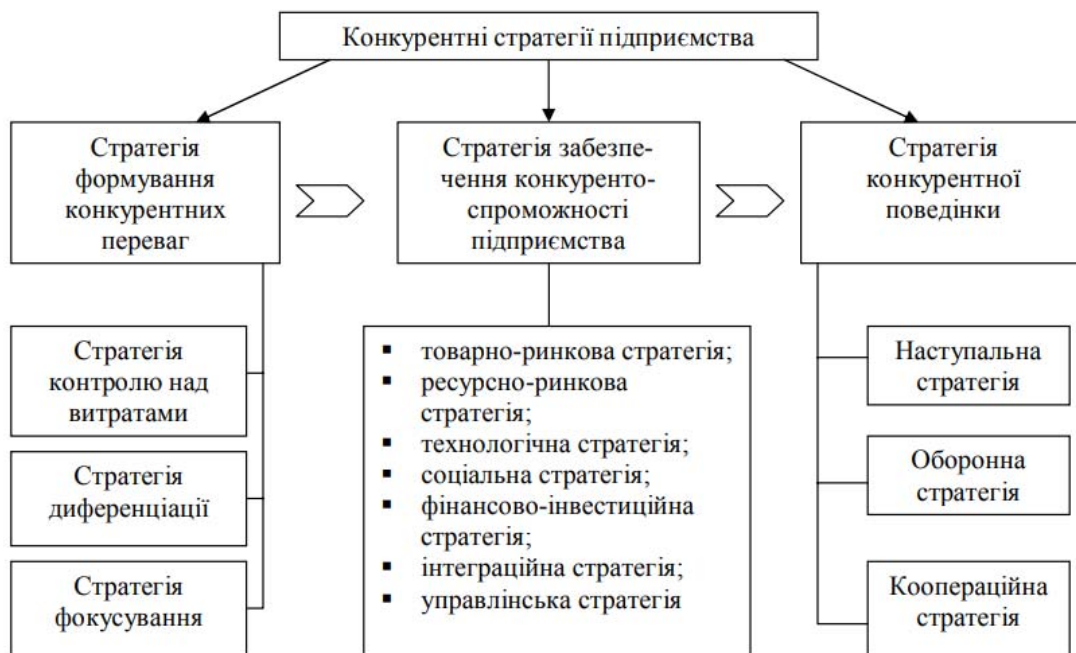 Конкурентні стратегії підприємства
Стратегія
формування
конкурентних
переваг
Стратегія забезпе-
чення конкуренто-
спроможності
підприємства
Стратегія
конкурентної
поведінки
Стратегія
контролю над
витратами
Стратегія
диференціації
Стратегія
фокусування
▪ товарно-ринкова стратегія;
▪ ресурсно-ринкова
стратегія;
▪ технологічна стратегія;
▪ соціальна стратегія;
▪ фінансово-інвестиційна
стратегія;
▪ інтеграційна стратегія;
▪ управлінська стратегія
Наступальна
стратегія
Оборонна
стратегія
Коопераційна
стратегія